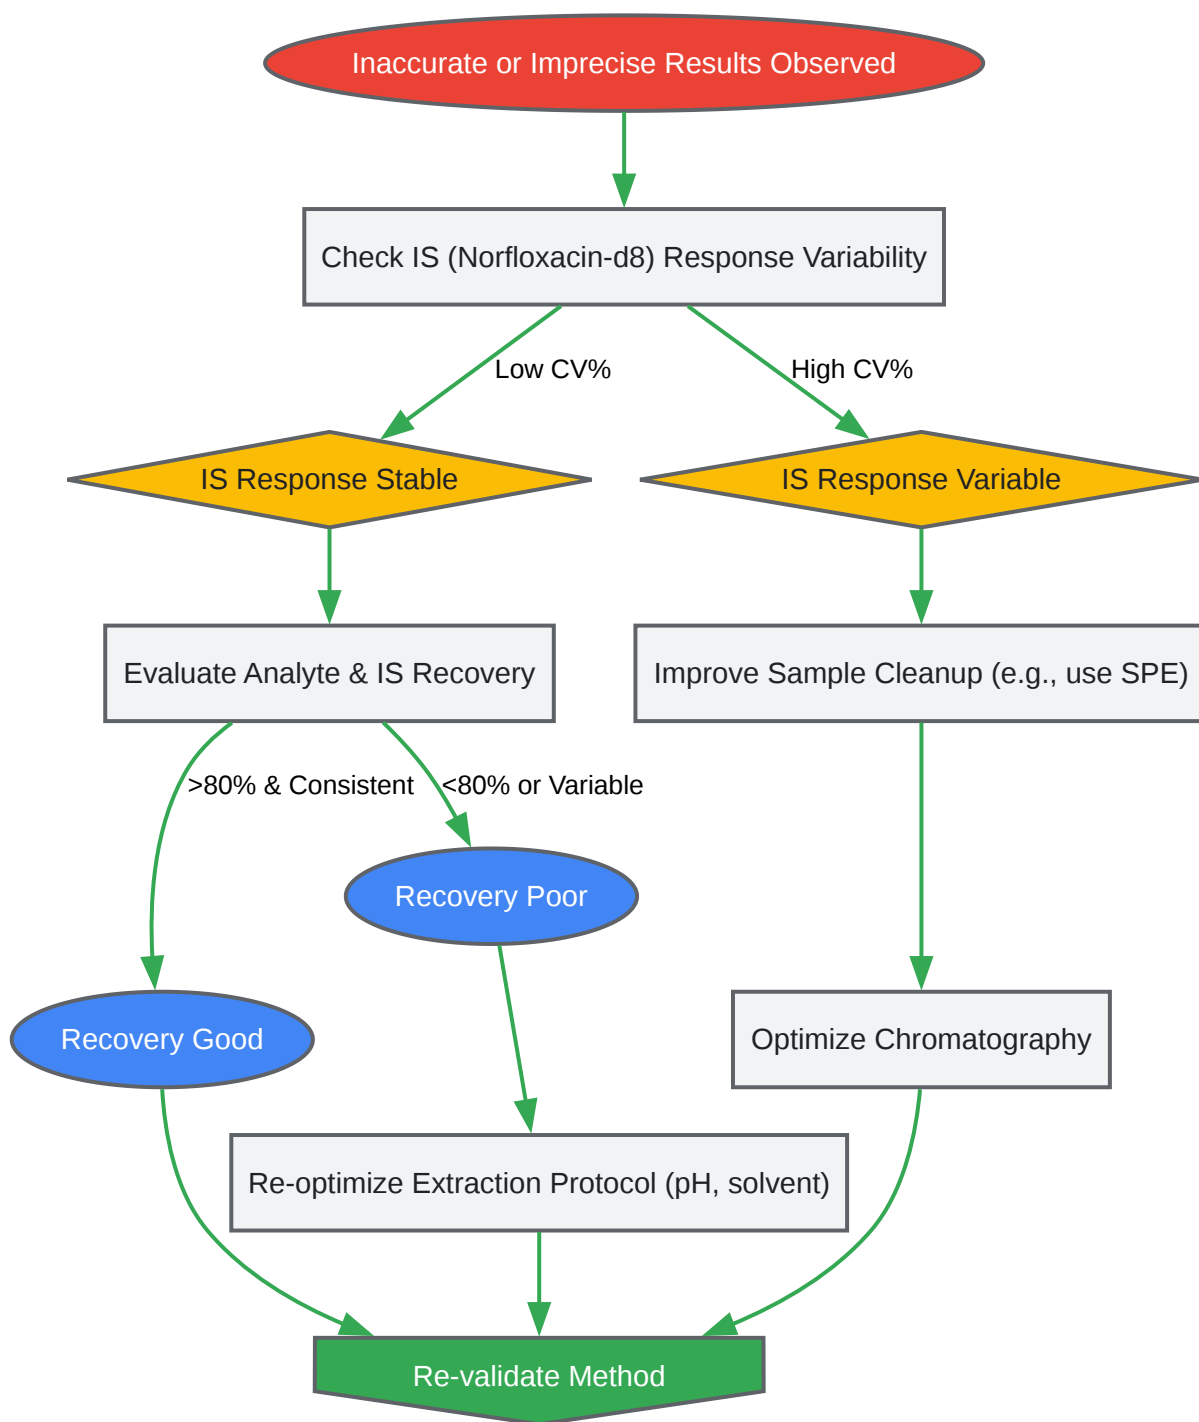 Inaccurate or Imprecise Results Observed
Check IS (Norfloxacin-d8) Response Variability
Low CV%
High CV%
IS Response Stable
IS Response Variable
Evaluate Analyte & IS Recovery
Improve Sample Cleanup (e.g., use SPE)
>80% & Consistent
<80% or Variable
Recovery Poor
Recovery Good
Optimize Chromatography
Re-optimize Extraction Protocol (pH, solvent)
Re-validate Method